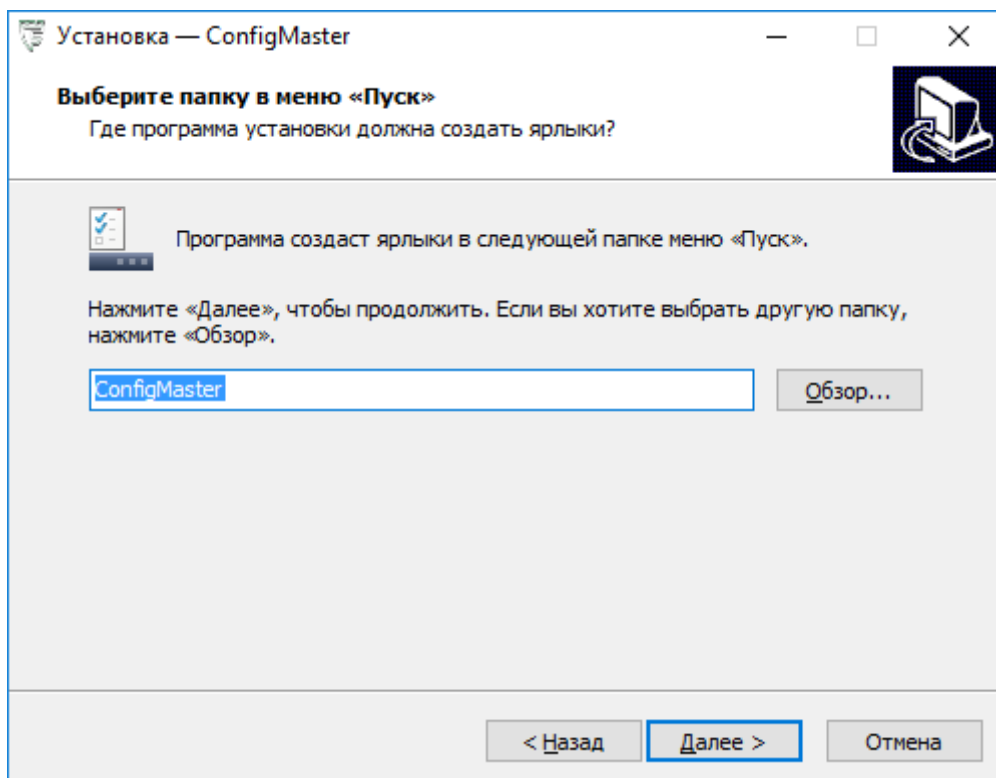 Установка — ConfigMaster
Выберите папку в меню «Пуск»
Где программа установки должна создать ярлыки?
Программа создаст ярлыки в следующей папке меню «Пуск».
Нажмите «Далее», чтобы продолжить. Если вы хотите выбрать другую папку,
нажмите «Обзор».
ConfigMaster
Обзор...
< Назад
Далее >
Отмена